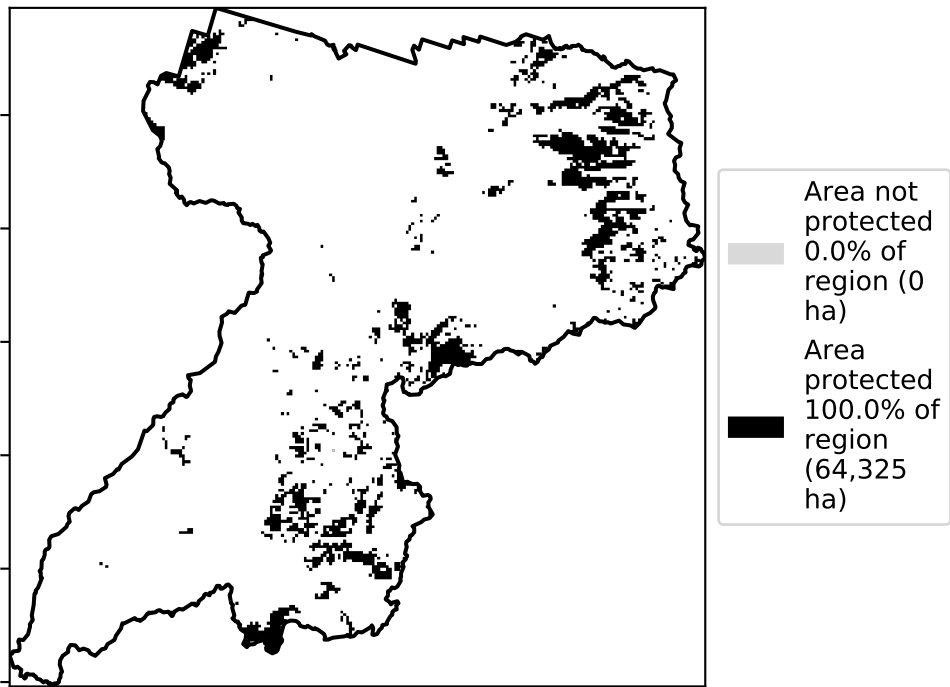 Area not
protected
0.0% of
region (0
ha)
Area
protected
100.0% of
region
(64,325
ha)